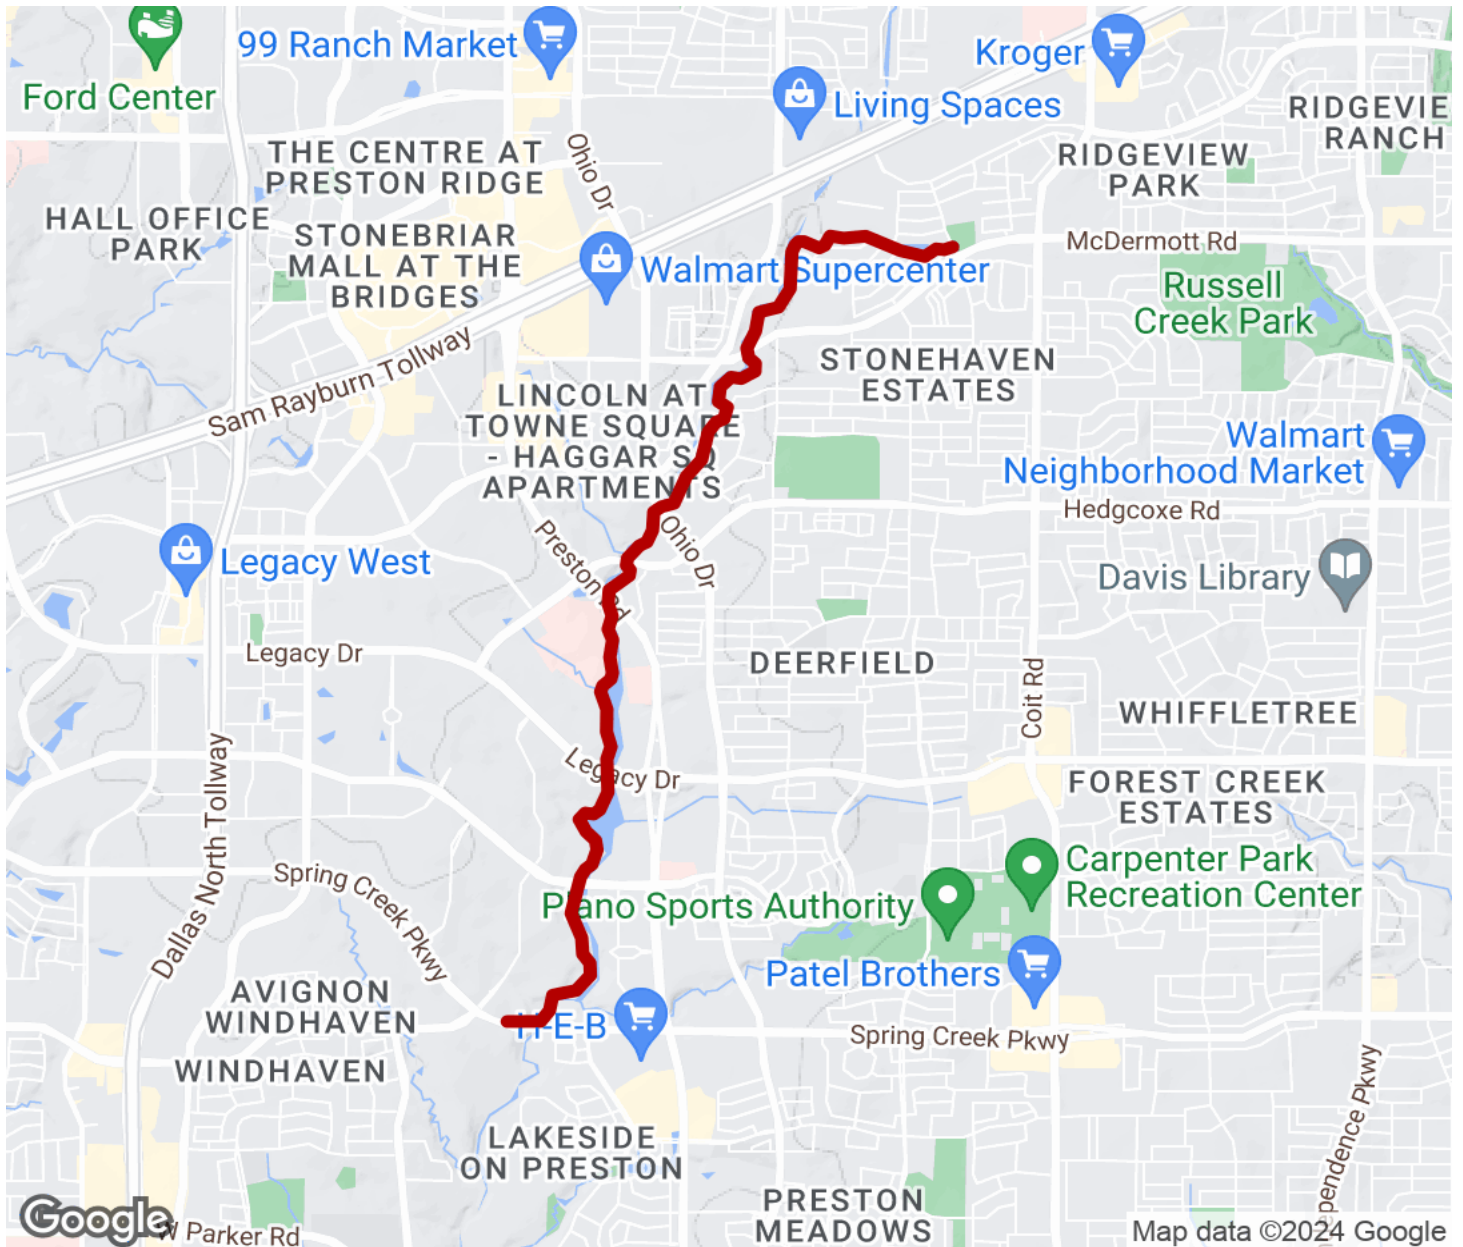 99 Ranch Market
Kroger
Ford Center
Living Spaces
RIDGEVIE
RANCH
THE CENTRE AT
PRESTON RIDGE
Ohio Dr
RIDGEVIEW
PARK
HALL OFFICE
PARK
STONEBRIAR
MALL AT THE
BRIDGES
McDermott Rd
Walmart Supercenter
Russell
Creek Park
Sam Rayburn Tollway
STONEHAVEN
ESTATES
LINCOLN AT
TOWNE SQUARE
- HAGGAR SQ
APARTMENTS
Walmart
Neighborhood Market
Hedgcoxe Rd
Preston Rd
Ohio Dr
Legacy West
Davis Library
Legacy Dr
DEERFIELD
Coit Rd
WHIFFLETREE
Dallas North Tollway
Legacy Dr
FOREST CREEK
ESTATES
Spring Creek Pkwy
Carpenter Park
Recreation Center
Plano Sports Authority
Patel Brothers
AVIGNON
WINDHAVEN
H-E-B
Spring Creek Pkwy
WINDHAVEN
LAKESIDE
ON PRESTON
ependence Pkwy
PRESTON
MEADOWS
Google
W Parker Rd
Map data ©2024 Google